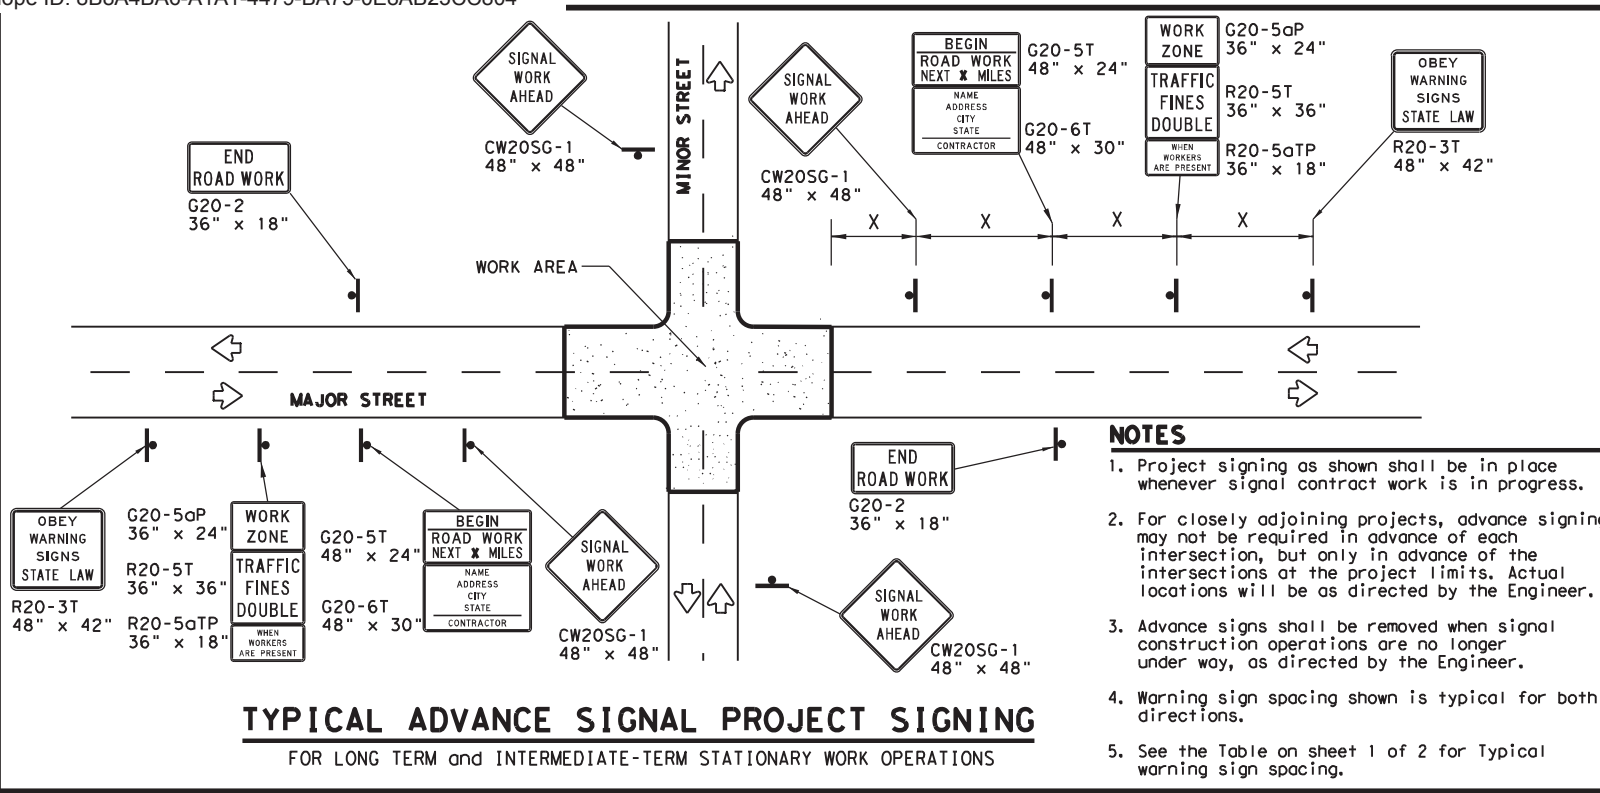 SIGNAL
WORK
AHEAD
CW20SG-1
48" x 48"
MINOR STREET
SIGNAL
WORK
AHEAD
CW20SG-1
48" x 48"
BEGIN
ROAD WORK
NEXT X MILES
NAME
ADDRESS
CITY
STATE
CONTRACTOR
G20-5T
48" x 24"
G20-6T
48" x 30"
WORK
ZONE
TRAFFIC
FINES
DOUBLE
WHEN
WORKERS
ARE PRESENT
G20-5aP
36" x 24"
R20-5T
36" x 36"
R20-5aTP
36" x 18"
OBEY
WARNING
SIGNS
STATE LAW
R20-3T
48" x 42"
END
ROAD WORK
G20-2
36" x 18"
X X X X
WORK AREA
MAJOR STREET
OBEY
WARNING
SIGNS
STATE LAW
R20-3T
48" x 42"
G20-5aP
36" x 24"
R20-5T
36" x 36"
R20-5aTP
36" x 18"
WORK
ZONE
TRAFFIC
FINES
DOUBLE
WHEN
WORKERS
ARE PRESENT
G20-5T
48" x 24"
G20-6T
48" x 30"
BEGIN
ROAD WORK
NEXT X MILES
NAME
ADDRESS
CITY
STATE
CONTRACTOR
SIGNAL
WORK
AHEAD
CW20SG-1
48" x 48"
END
ROAD WORK
G20-2
36" x 18"
SIGNAL
WORK
AHEAD
CW20SG-1
48" x 48"
TYPICAL ADVANCE SIGNAL PROJECT SIGNING
FOR LONG TERM and INTERMEDIATE-TERM STATIONARY WORK OPERATIONS
NOTES
1. Project signing as shown shall be in place
whenever signal contract work is in progress.
2. For closely adjoining projects, advance signing
may not be required in advance of each
intersection, but only in advance of the
intersections at the project limits. Actual
locations will be as directed by the Engineer.
3. Advance signs shall be removed when signal
construction operations are no longer
under way, as directed by the Engineer.
4. Warning sign spacing shown is typical for both
directions.
5. See the Table on sheet 1 of 2 for Typical
warning sign spacing.